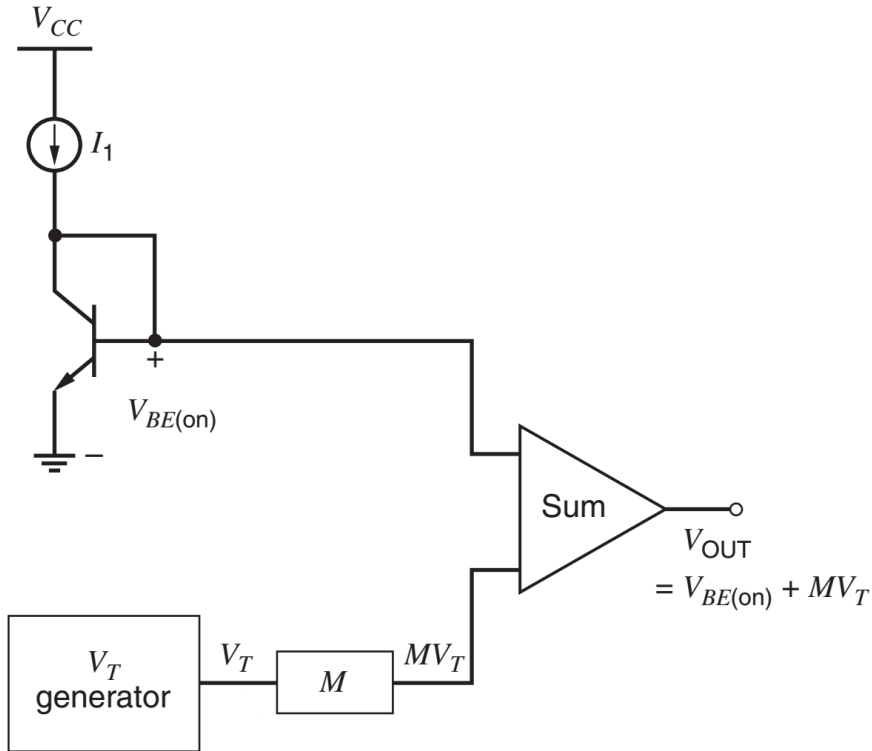 V_CC
I_1
+
V_BE(on)
−
Sum
V_OUT
= V_BE(on) + MV_T
V_T
generator
V_T
M
MV_T